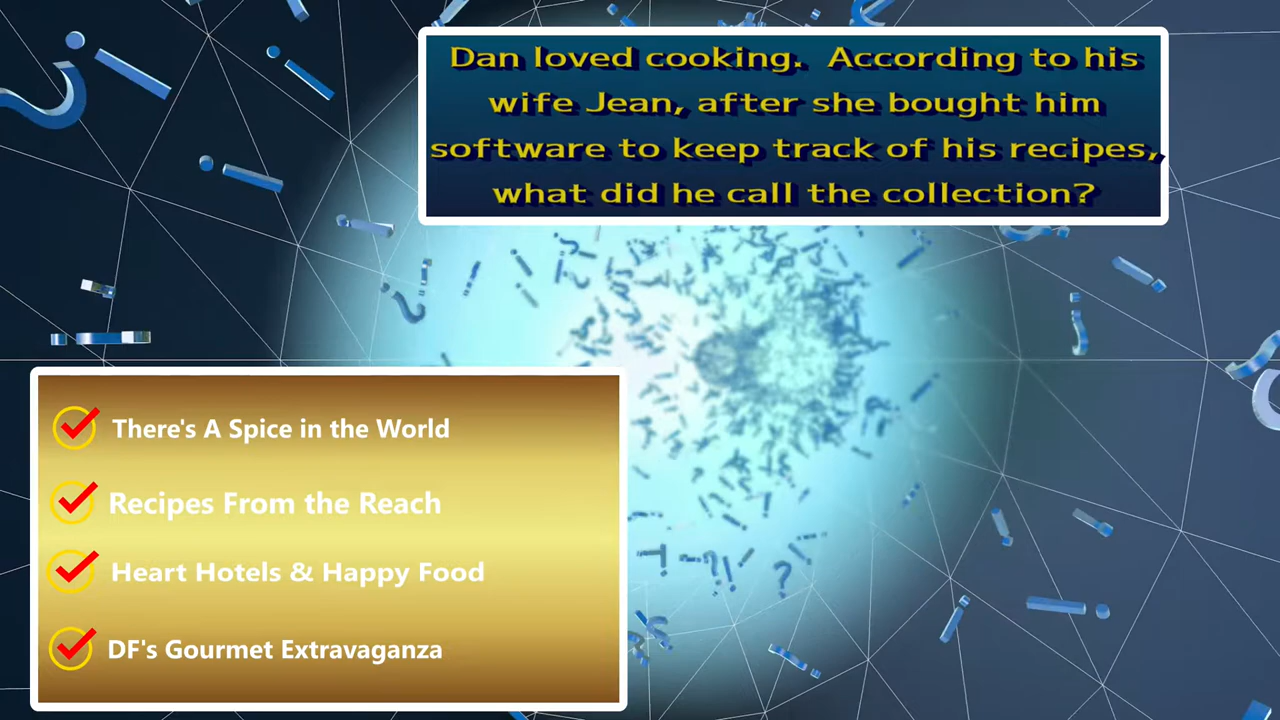 Dan loved cooking. According to his
wife Jean, after she bought him
software to keep track of his recipes,
what did he call the collection?
There's A Spice in the World
Recipes From the Reach
Heart Hotels & Happy Food
DF's Gourmet Extravaganza